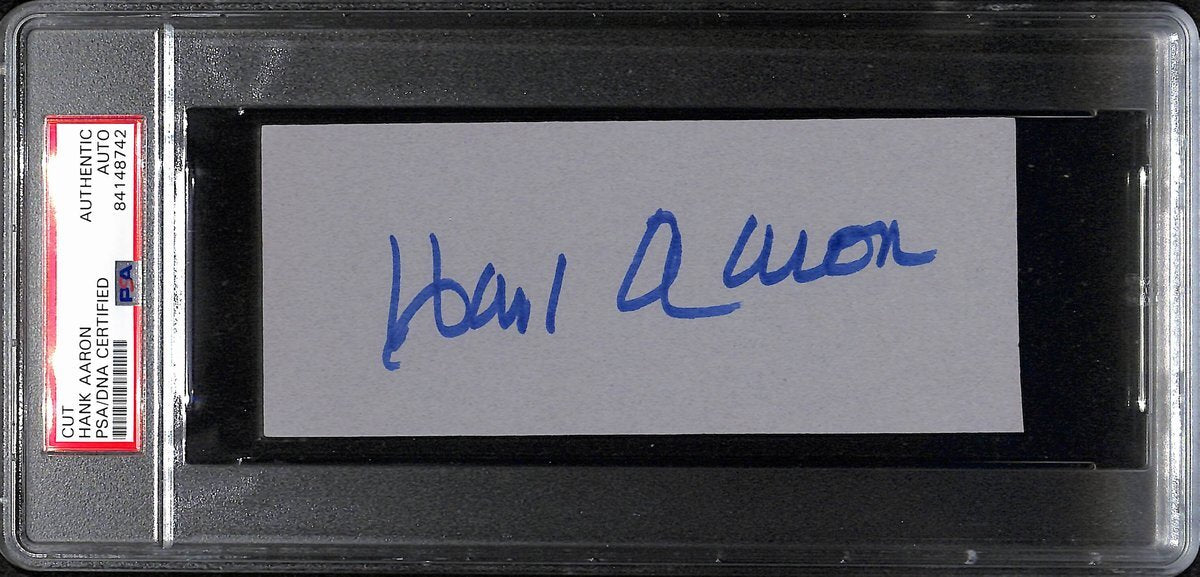 CUT
HANK AARON
PSA/DNA CERTIFIED
AUTHENTIC
AUTO
84148742
PSA
Hank Aaron